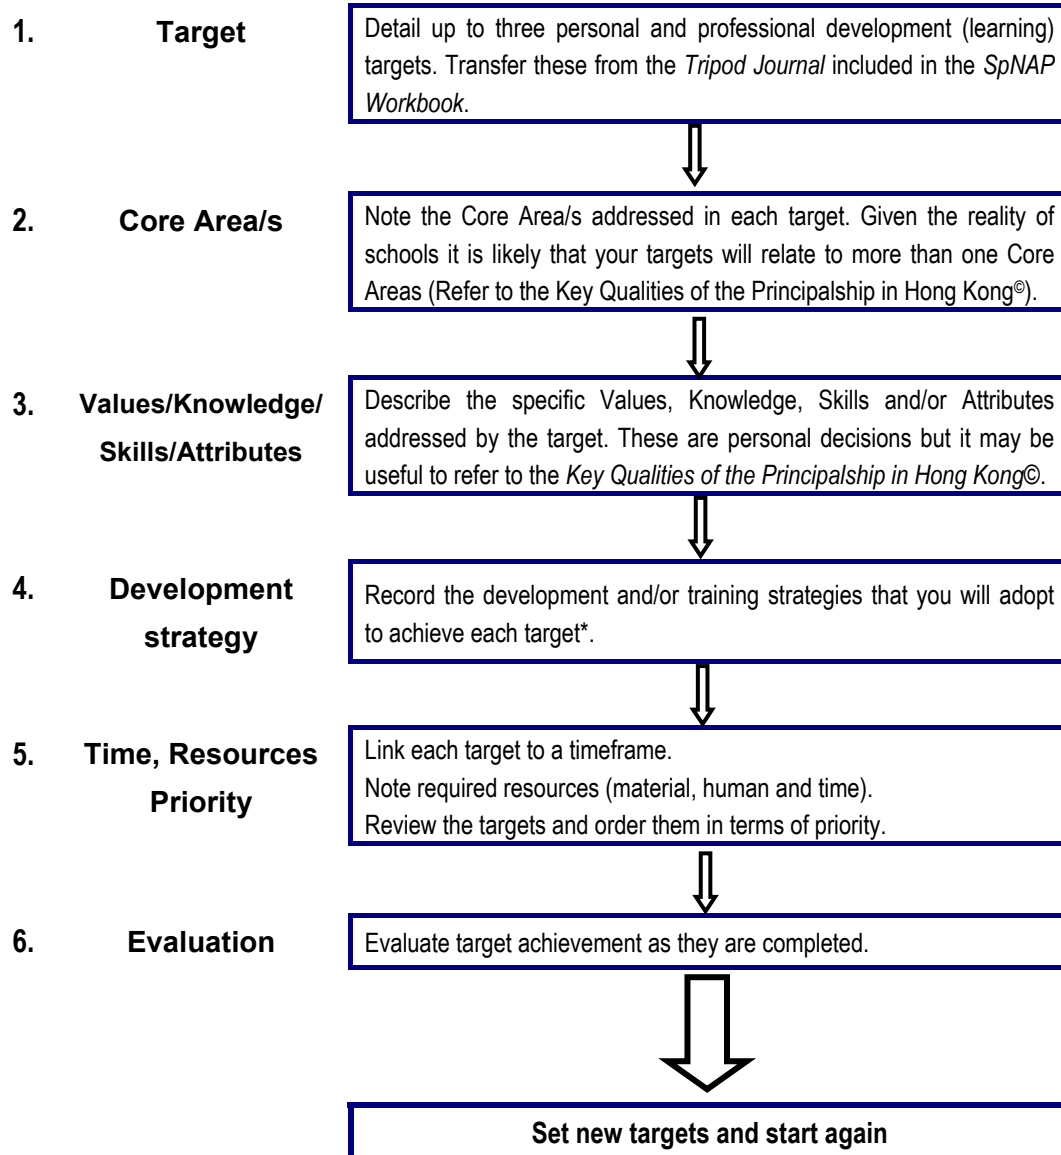 1. Target
Detail up to three personal and professional development (learning)
targets. Transfer these from the Tripod Journal included in the SpNAP
Workbook.
2. Core Area/s
Note the Core Area/s addressed in each target. Given the reality of
schools it is likely that your targets will relate to more than one Core
Areas (Refer to the Key Qualities of the Principalship in Hong Kong©).
3. Values/Knowledge/
Skills/Attributes
Describe the specific Values, Knowledge, Skills and/or Attributes
addressed by the target. These are personal decisions but it may be
useful to refer to the Key Qualities of the Principalship in Hong Kong©.
4. Development
strategy
Record the development and/or training strategies that you will adopt
to achieve each target*.
5. Time, Resources
Priority
Link each target to a timeframe.
Note required resources (material, human and time).
Review the targets and order them in terms of priority.
6. Evaluation
Evaluate target achievement as they are completed.
Set new targets and start again